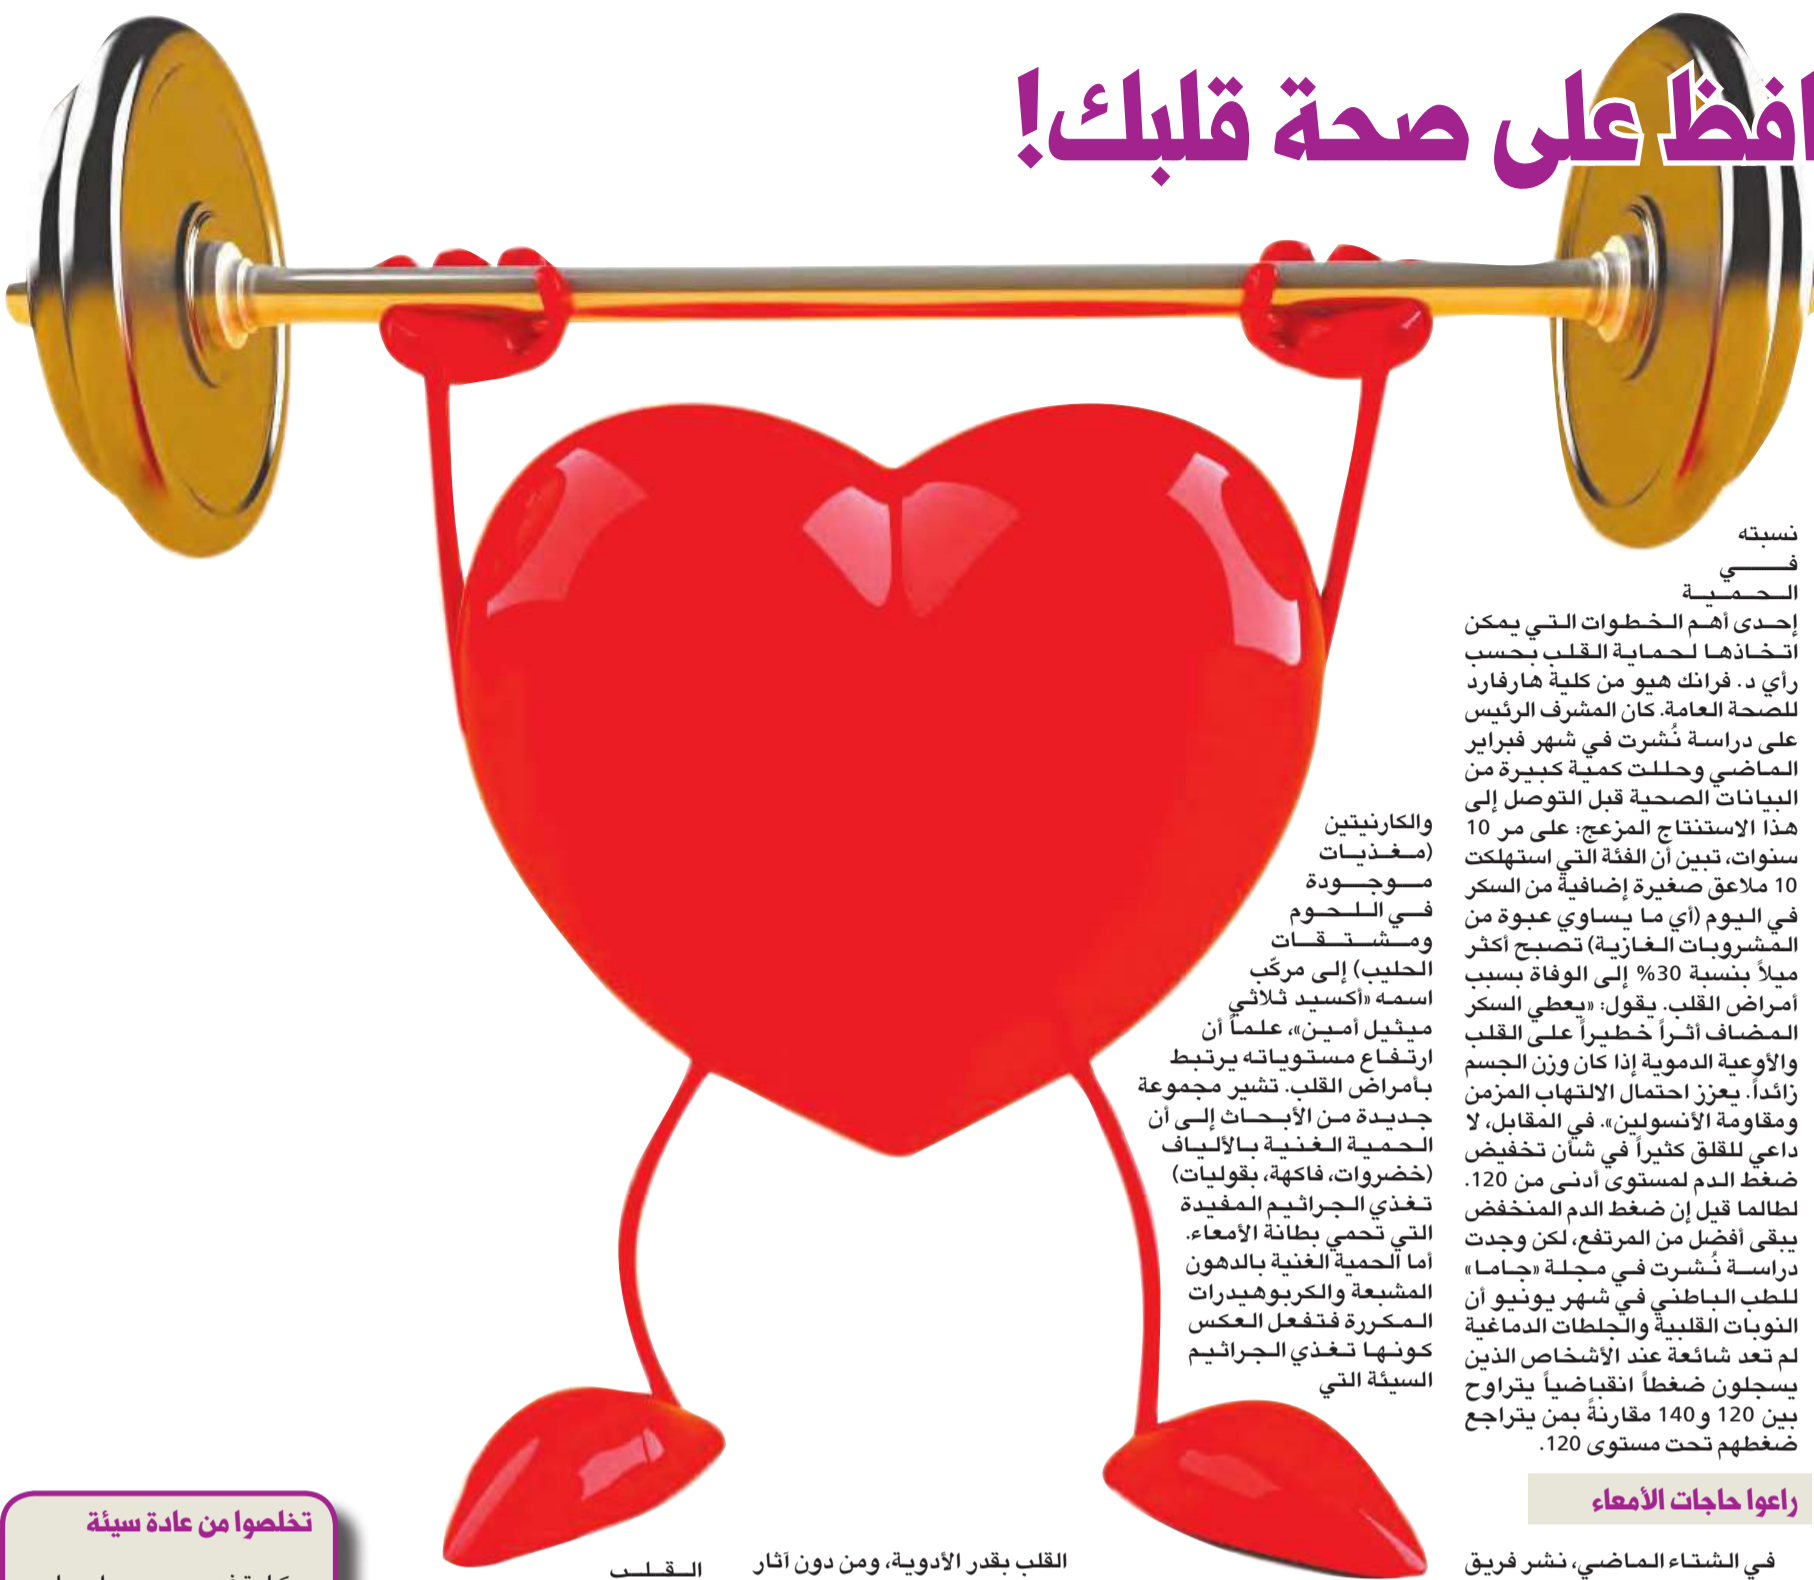 افظ على صحة قلبك!
نسبته
في
الحمية
إحدى أهم الخطوات التي يمكن
اتخاذها لحماية القلب بحسب
رأي د. فرانك هيو من كلية هارفارد
للصحة العامة. كان المشرف الرئيس
على دراسة نُشرت في شهر فبراير
الماضي وحللت كمية كبيرة من
البيانات الصحية قبل التوصل إلى
هذا الاستنتاج المزعج: على مر 10
سنوات، تبين أن الفئة التي استهلكت
10 ملاعق صغيرة إضافية من السكر
في اليوم (أي ما يساوي عبوة من
المشروبات الغازية) تصبح أكثر
ميلاً بنسبة 30% إلى الوفاة بسبب
أمراض القلب. يقول: «يعطي السكر
المضاف أثراً خطيراً على القلب
والأوعية الدموية إذا كان وزن الجسم
زائداً. يعزز احتمال الالتهاب المزمن
ومقاومة الأنسولين». في المقابل، لا
داعي للقلق كثيراً في شأن تخفيض
ضغط الدم لمستوى أدنى من 120.
لطالما قيل إن ضغط الدم المنخفض
يبقى أفضل من المرتفع، لكن وجدت
دراسة نُشرت في مجلة «جاما»
للطب الباطني في شهر يونيو أن
النوبات القلبية والجلطات الدماغية
لم تعد شائعة عند الأشخاص الذين
يسجلون ضغطاً انقباضياً يتراوح
بين 120 و140 مقارنةً بمن يتراجع
ضغطهم تحت مستوى 120.
راعوا حاجات الأمعاء
في الشتاء الماضي، نشر فريق
والكارنيتين
(مغذيات
موجودة
في اللحوم
ومشتقات
الحليب) إلى مركّب
اسمه «أكسيد ثلاثي
ميثيل أمين»، علماً أن
ارتفاع مستوياته يرتبط
بأمراض القلب. تشير مجموعة
جديدة من الأبحاث إلى أن
الحمية الغنية بالألياف
(خضروات، فاكهة، بقوليات)
تغذي الجراثيم المفيدة
التي تحمي بطانة الأمعاء.
أما الحمية الغنية بالدهون
المشبعة والكربوهيدرات
المكررة فتفعل العكس
كونها تغذي الجراثيم
السيئة التي
القلب بقدر الأدوية، ومن دون آثار
القلب
تخلصوا من عادة سيئة